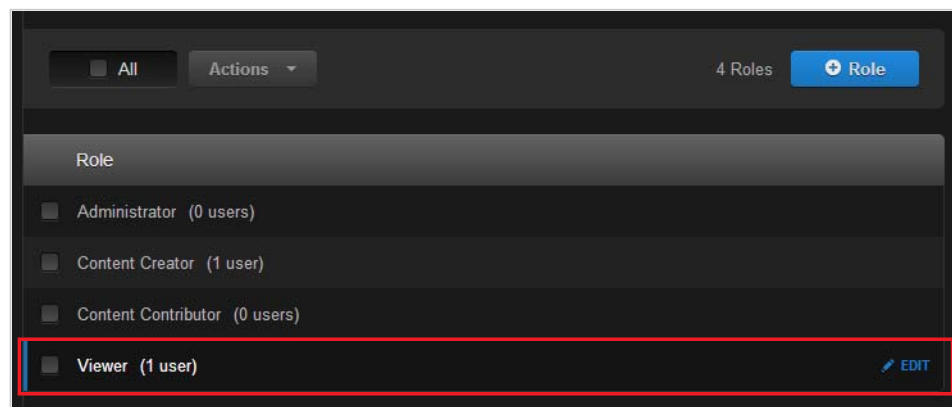 All Actions 4 Roles Role
Role
Administrator (0 users)
Content Creator (1 user)
Content Contributor (0 users)
Viewer (1 user) EDIT